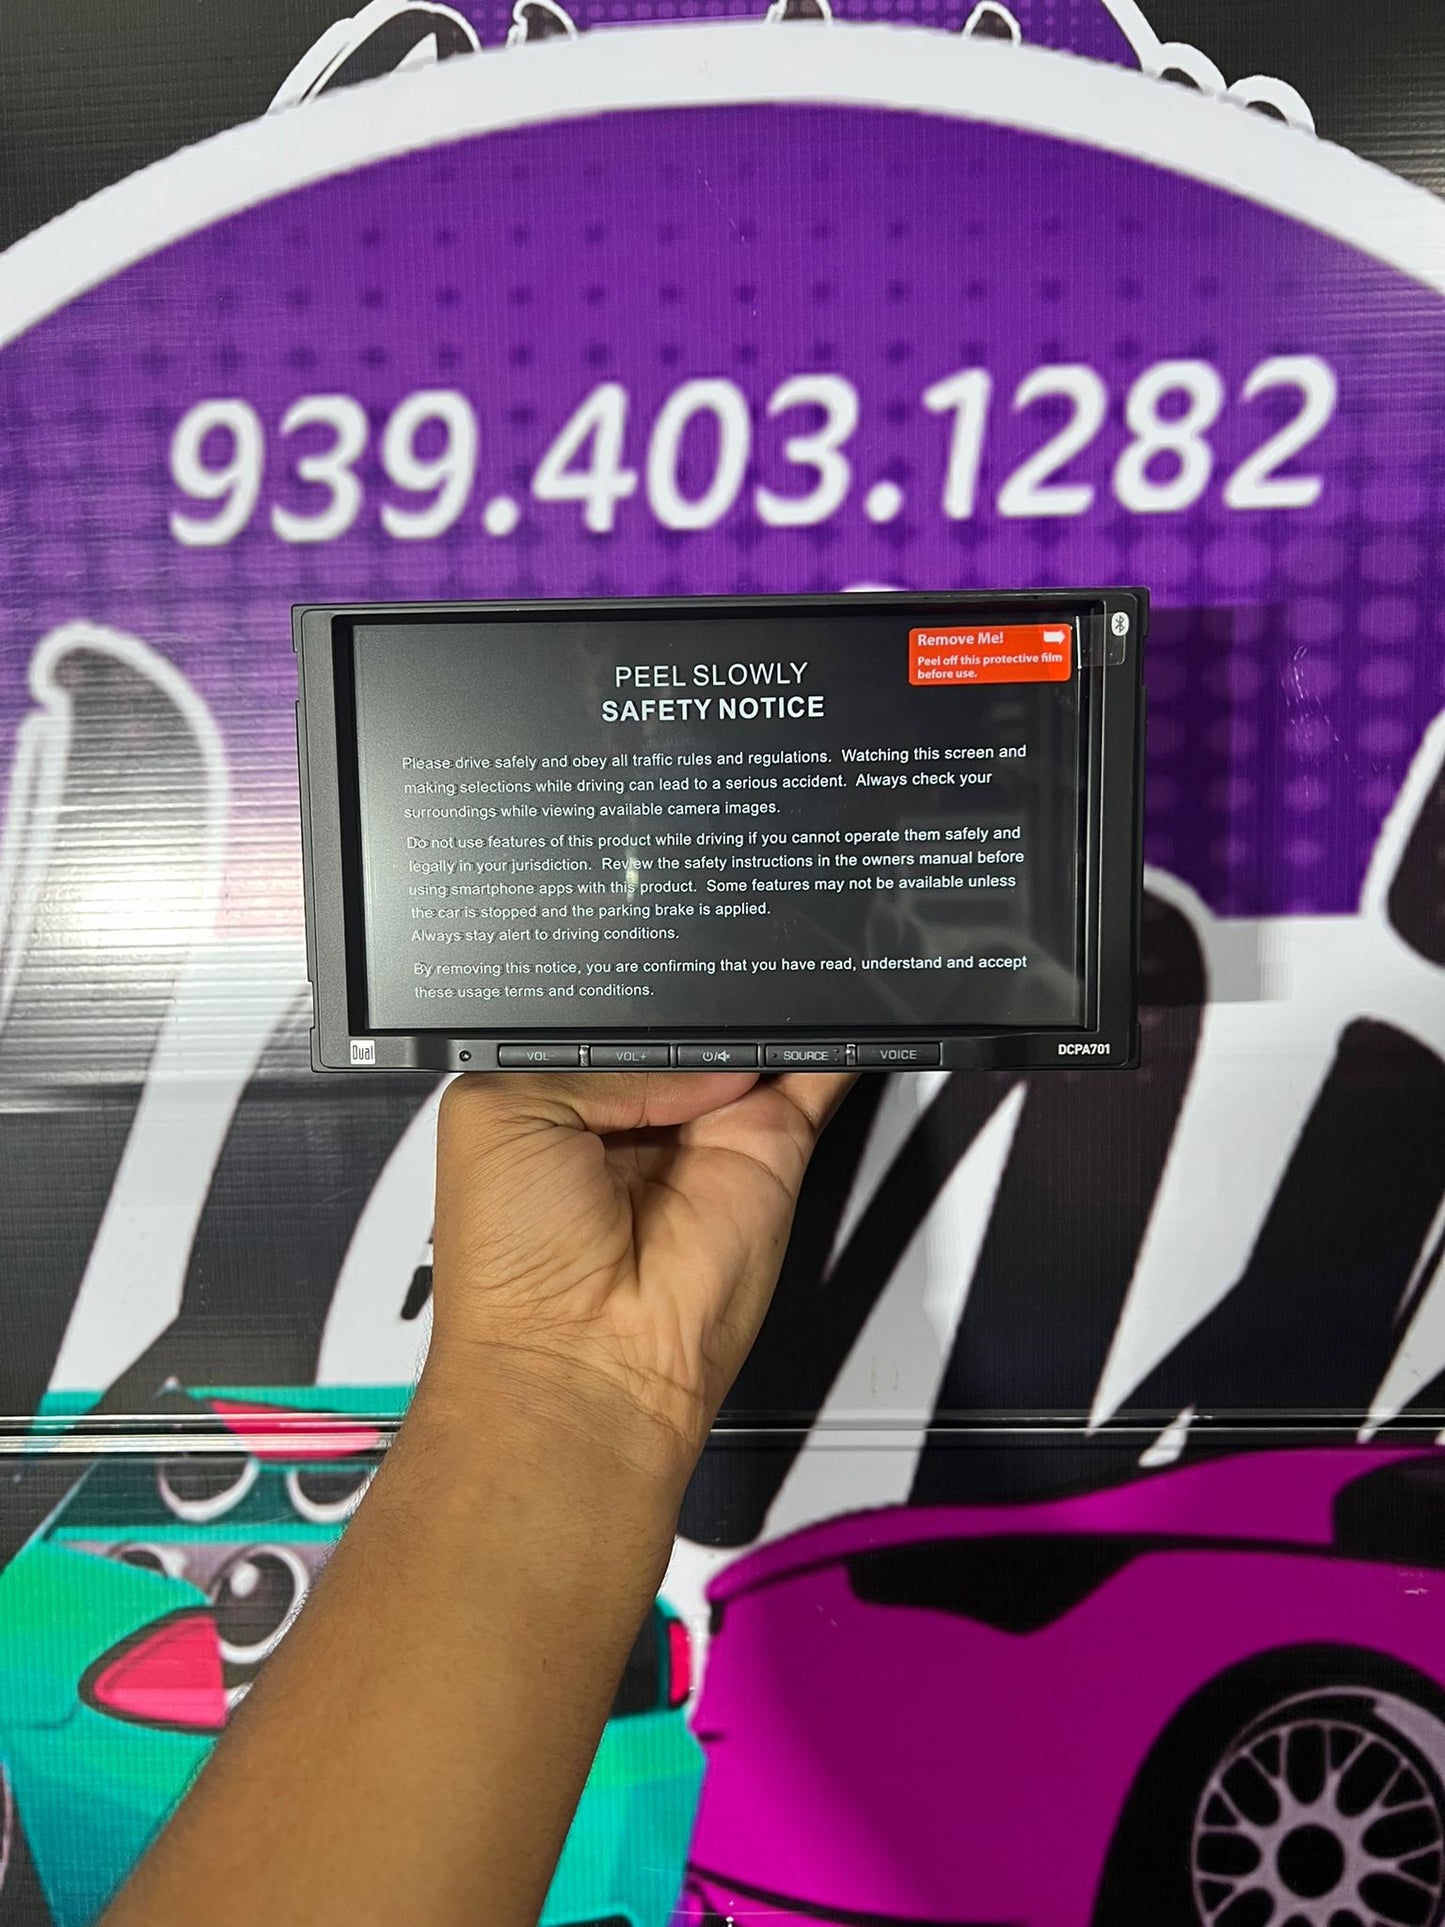 939.403.1282
Remove Me!
Peel off this protective film
before use.
PEEL SLOWLY
SAFETY NOTICE
Please drive safely and obey all traffic rules and regulations. Watching this screen and
making selections while driving can lead to a serious accident. Always check your
surroundings while viewing available camera images.
Do not use features of this product while driving if you cannot operate them safely and
legally in your jurisdiction. Review the safety instructions in the owners manual before
using smartphone apps with this product. Some features may not be available unless
the car is stopped and the parking brake is applied.
Always stay alert to driving conditions.
By removing this notice, you are confirming that you have read, understand and accept
these usage terms and conditions.
Dual VOL- VOL+ SOURCE VOICE DCPA701